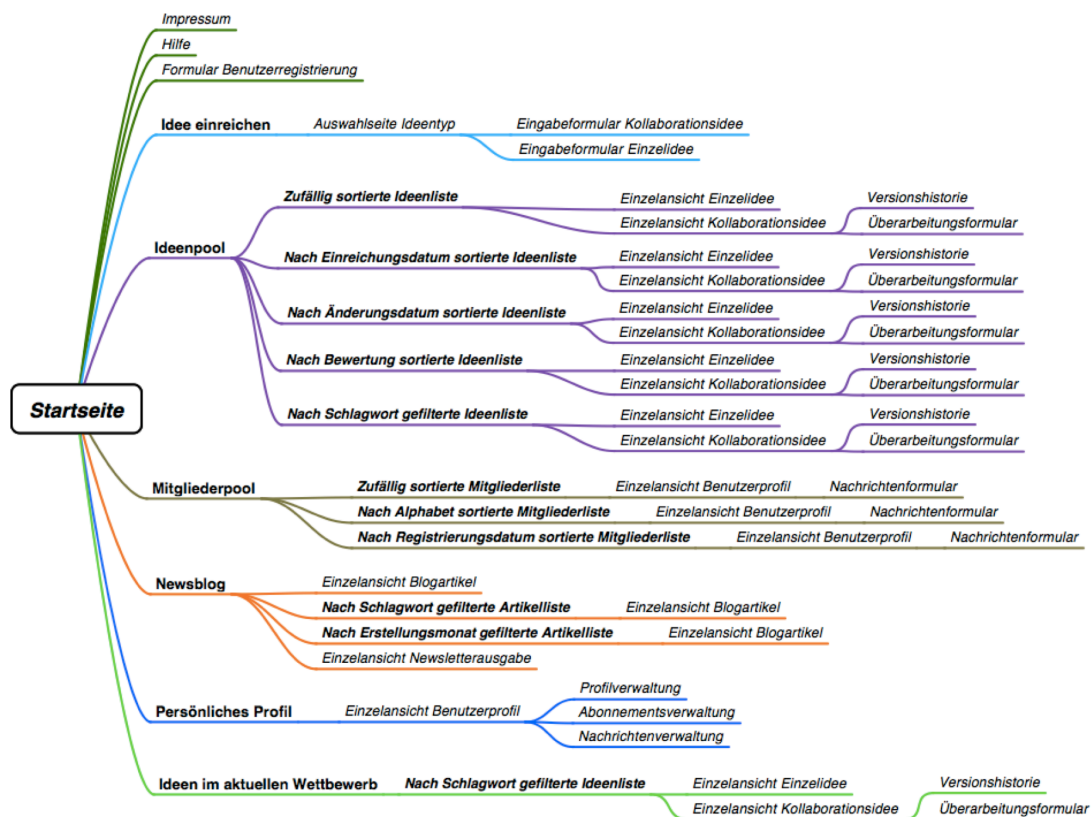 Impressum
Hilfe
Formular Benutzerregistrierung
Idee einreichen
Auswahlseite Ideentyp
Eingabeformular Kollaborationsidee
Eingabeformular Einzelidee
Ideenpool
Zufällig sortierte Ideenliste
Einzelansicht Einzelidee
Einzelansicht Kollaborationsidee
Versionshistorie
Überarbeitungsformular
Nach Einreichungsdatum sortierte Ideenliste
Einzelansicht Einzelidee
Einzelansicht Kollaborationsidee
Versionshistorie
Überarbeitungsformular
Nach Änderungsdatum sortierte Ideenliste
Einzelansicht Einzelidee
Einzelansicht Kollaborationsidee
Versionshistorie
Überarbeitungsformular
Nach Bewertung sortierte Ideenliste
Einzelansicht Einzelidee
Einzelansicht Kollaborationsidee
Versionshistorie
Überarbeitungsformular
Nach Schlagwort gefilterte Ideenliste
Einzelansicht Einzelidee
Einzelansicht Kollaborationsidee
Versionshistorie
Überarbeitungsformular
Startseite
Mitgliederpool
Zufällig sortierte Mitgliederliste
Einzelansicht Benutzerprofil
Nachrichtenformular
Nach Alphabet sortierte Mitgliederliste
Einzelansicht Benutzerprofil
Nachrichtenformular
Nach Registrierungsdatum sortierte Mitgliederliste
Einzelansicht Benutzerprofil
Nachrichtenformular
Newsblog
Einzelansicht Blogartikel
Nach Schlagwort gefilterte Artikelliste
Einzelansicht Blogartikel
Nach Erstellungsmonat gefilterte Artikelliste
Einzelansicht Blogartikel
Einzelansicht Newsletterausgabe
Persönliches Profil
Einzelansicht Benutzerprofil
Profilverwaltung
Abonnementsverwaltung
Nachrichtenverwaltung
Ideen im aktuellen Wettbewerb
Nach Schlagwort gefilterte Ideenliste
Einzelansicht Einzelidee
Einzelansicht Kollaborationsidee
Versionshistorie
Überarbeitungsformular